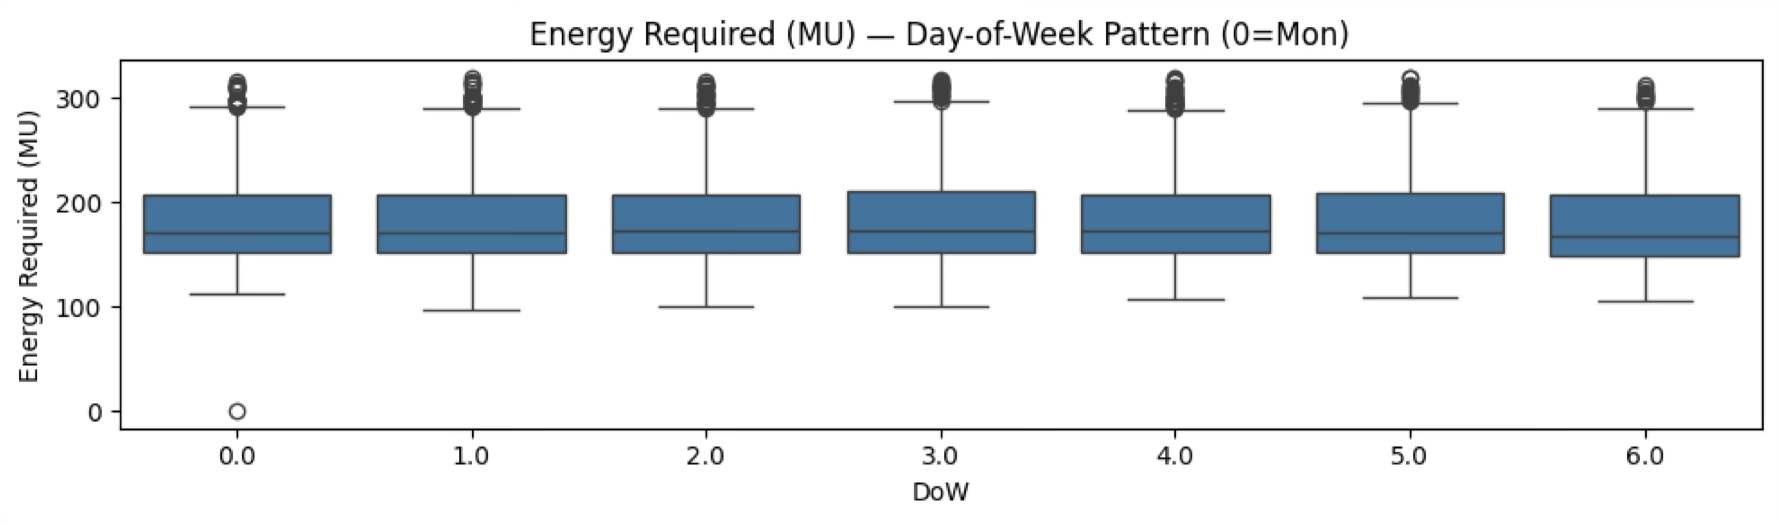 Energy Required (MU) — Day-of-Week Pattern (0=Mon)
Energy Required (MU)
300
200
100
0
0.0 1.0 2.0 3.0 4.0 5.0 6.0
DoW